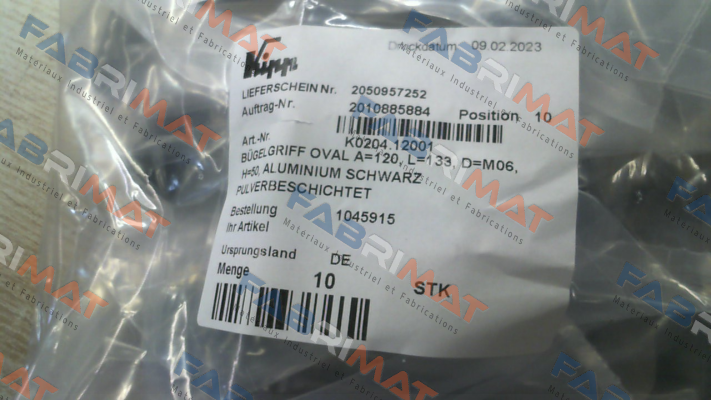 Kipp
Druckdatum 09.02.2023
LIEFERSCHEIN Nr. 2050957252
Auftrag-Nr. 2010885884 Position 10
Art.-Nr. K0204.12001
BÜGELGRIFF OVAL A=120, L=133, D=M06,
H=50, ALUMINIUM SCHWARZ
PULVERBESCHICHTET
Bestellung 1045915
Ihr Artikel
Ursprungsland DE
Menge 10 STK
FABRIMAT
Materiaux Industriel et Fabrications